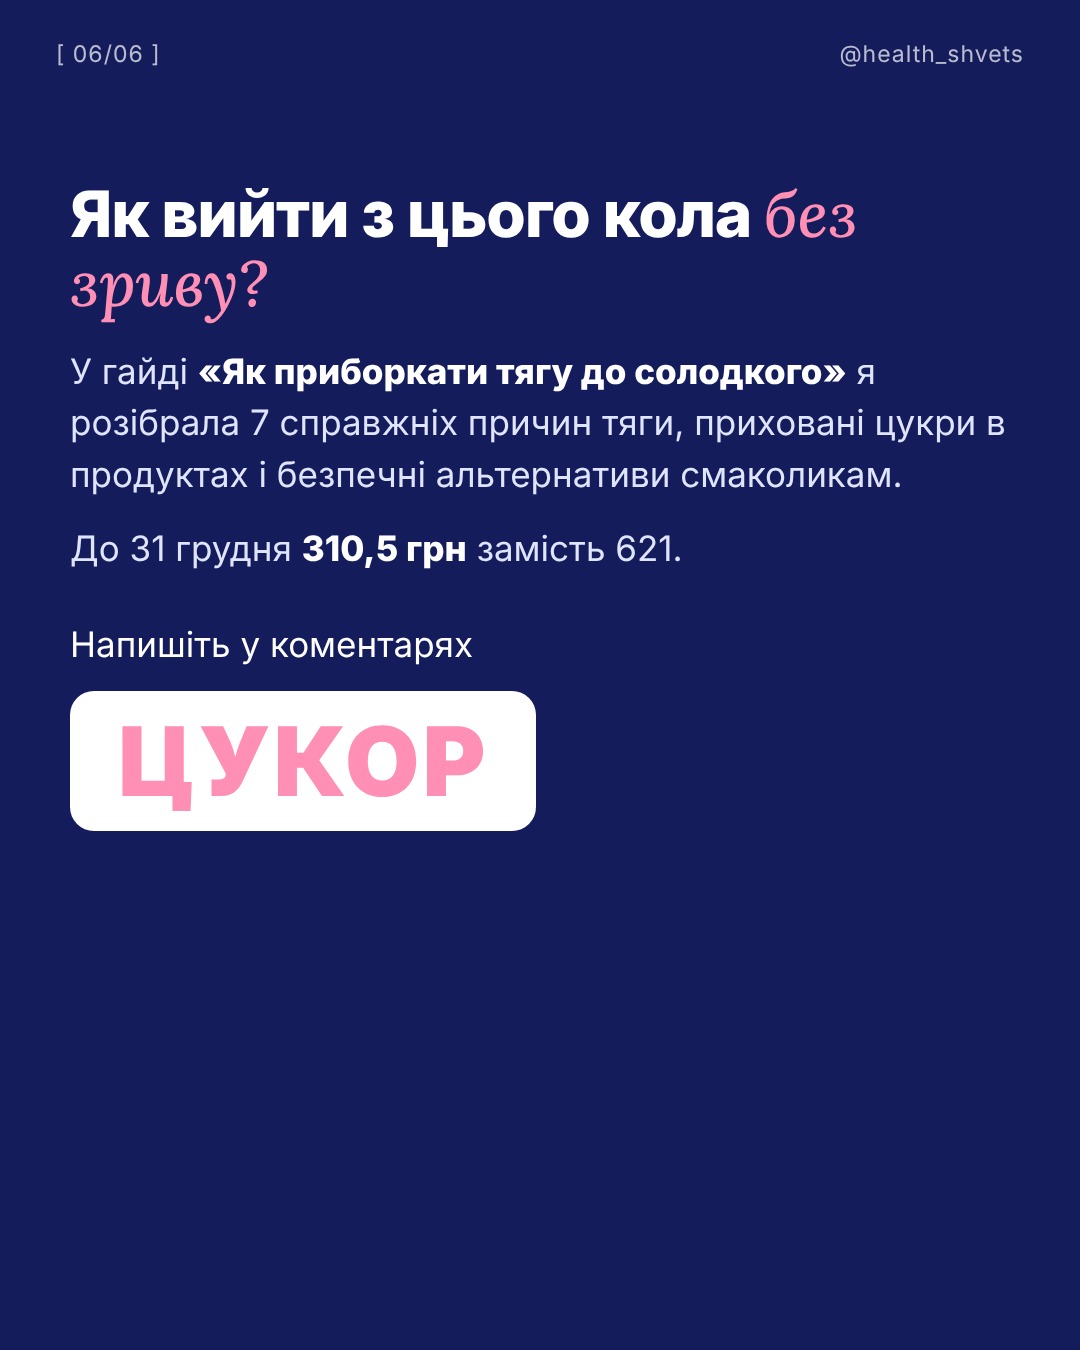 [ 06/06 ]
@health_shvets
Як вийти з цього кола без
зриву?
У гайді «Як приборкати тягу до солодкого» я
розібрала 7 справжніх причин тяги, приховані цукри в
продуктах і безпечні альтернативи смаколикам.
До 31 грудня 310,5 грн замість 621.
Напишіть у коментарях
ЦУКОР